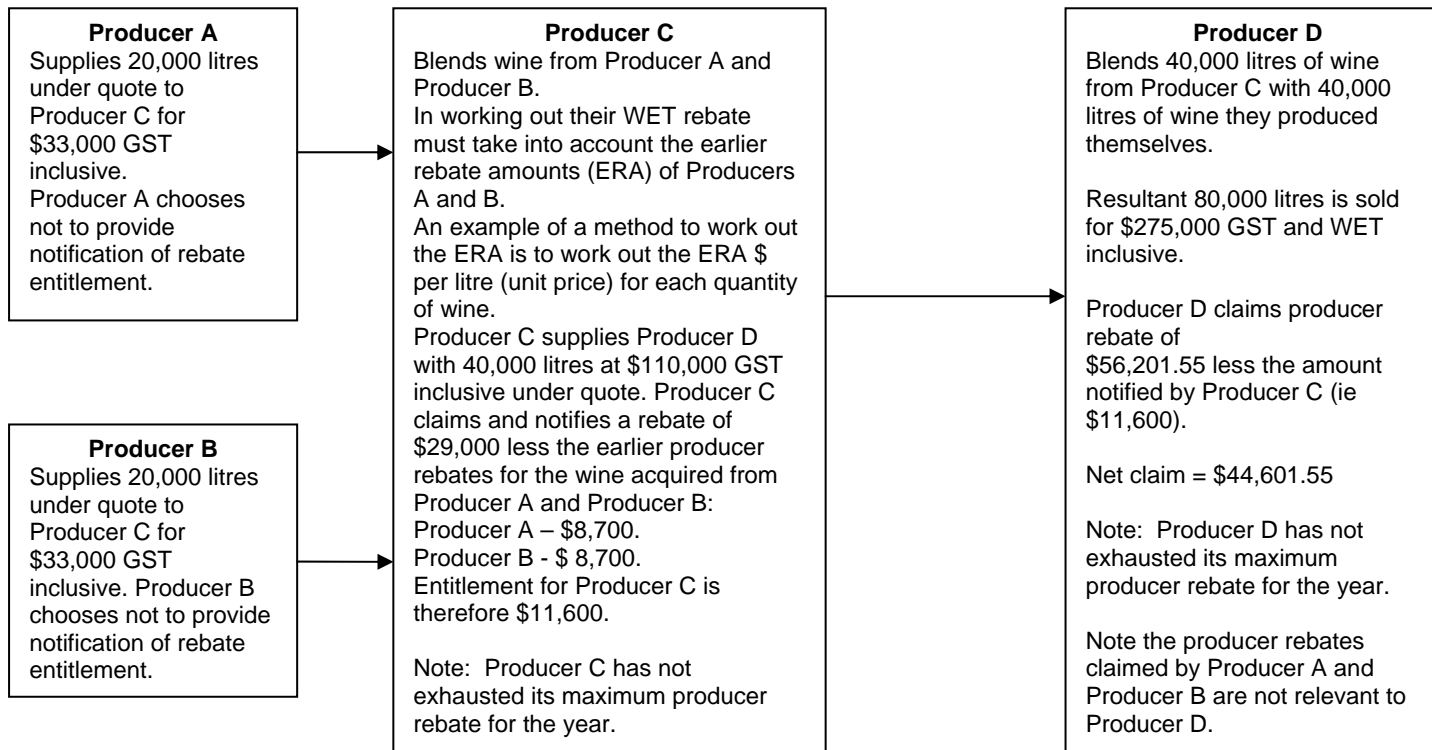 Producer A
Supplies 20,000 litres
under quote to
Producer C for
$33,000 GST
inclusive.
Producer A chooses
not to provide
notification of rebate
entitlement.
Producer B
Supplies 20,000 litres
under quote to
Producer C for
$33,000 GST
inclusive. Producer B
chooses not to provide
notification of rebate
entitlement.
Producer C
Blends wine from Producer A and
Producer B.
In working out their WET rebate
must take into account the earlier
rebate amounts (ERA) of Producers
A and B.
An example of a method to work out
the ERA is to work out the ERA $
per litre (unit price) for each quantity
of wine.
Producer C supplies Producer D
with 40,000 litres at $110,000 GST
inclusive under quote. Producer C
claims and notifies a rebate of
$29,000 less the earlier producer
rebates for the wine acquired from
Producer A and Producer B:
Producer A – $8,700.
Producer B - $ 8,700.
Entitlement for Producer C is
therefore $11,600.
Note: Producer C has not
exhausted its maximum producer
rebate for the year.
Producer D
Blends 40,000 litres of wine
from Producer C with 40,000
litres of wine they produced
themselves.
Resultant 80,000 litres is sold
for $275,000 GST and WET
inclusive.
Producer D claims producer
rebate of
$56,201.55 less the amount
notified by Producer C (ie
$11,600).
Net claim = $44,601.55
Note: Producer D has not
exhausted its maximum
producer rebate for the year.
Note the producer rebates
claimed by Producer A and
Producer B are not relevant to
Producer D.